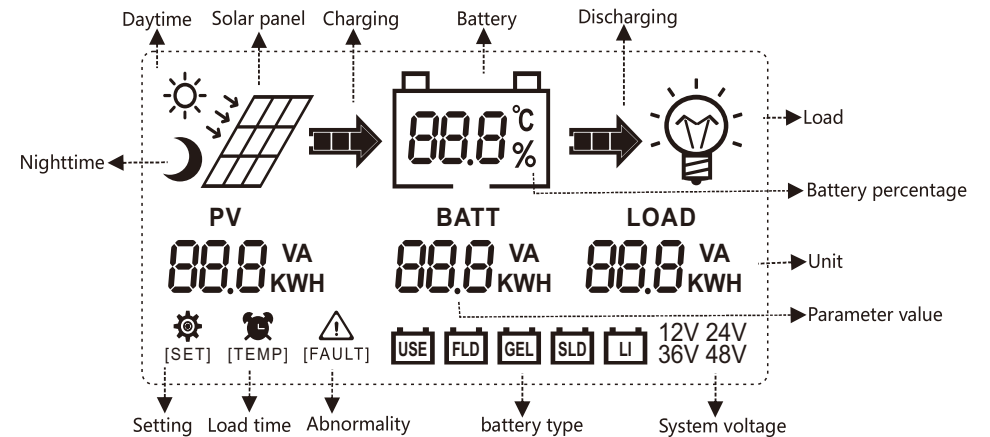 Daytime Solar panel Charging Battery Discharging
Load
Nighttime
88.8 °C
%
Battery percentage
PV BATT LOAD
88.8 VA 88.8 VA 88.8 VA
KWH KWH KWH
Unit
Parameter value
[SET] [TEMP] [FAULT]
USE FLD GEL SLD LI
12V 24V
36V 48V
Setting Load time Abnormality battery type System voltage